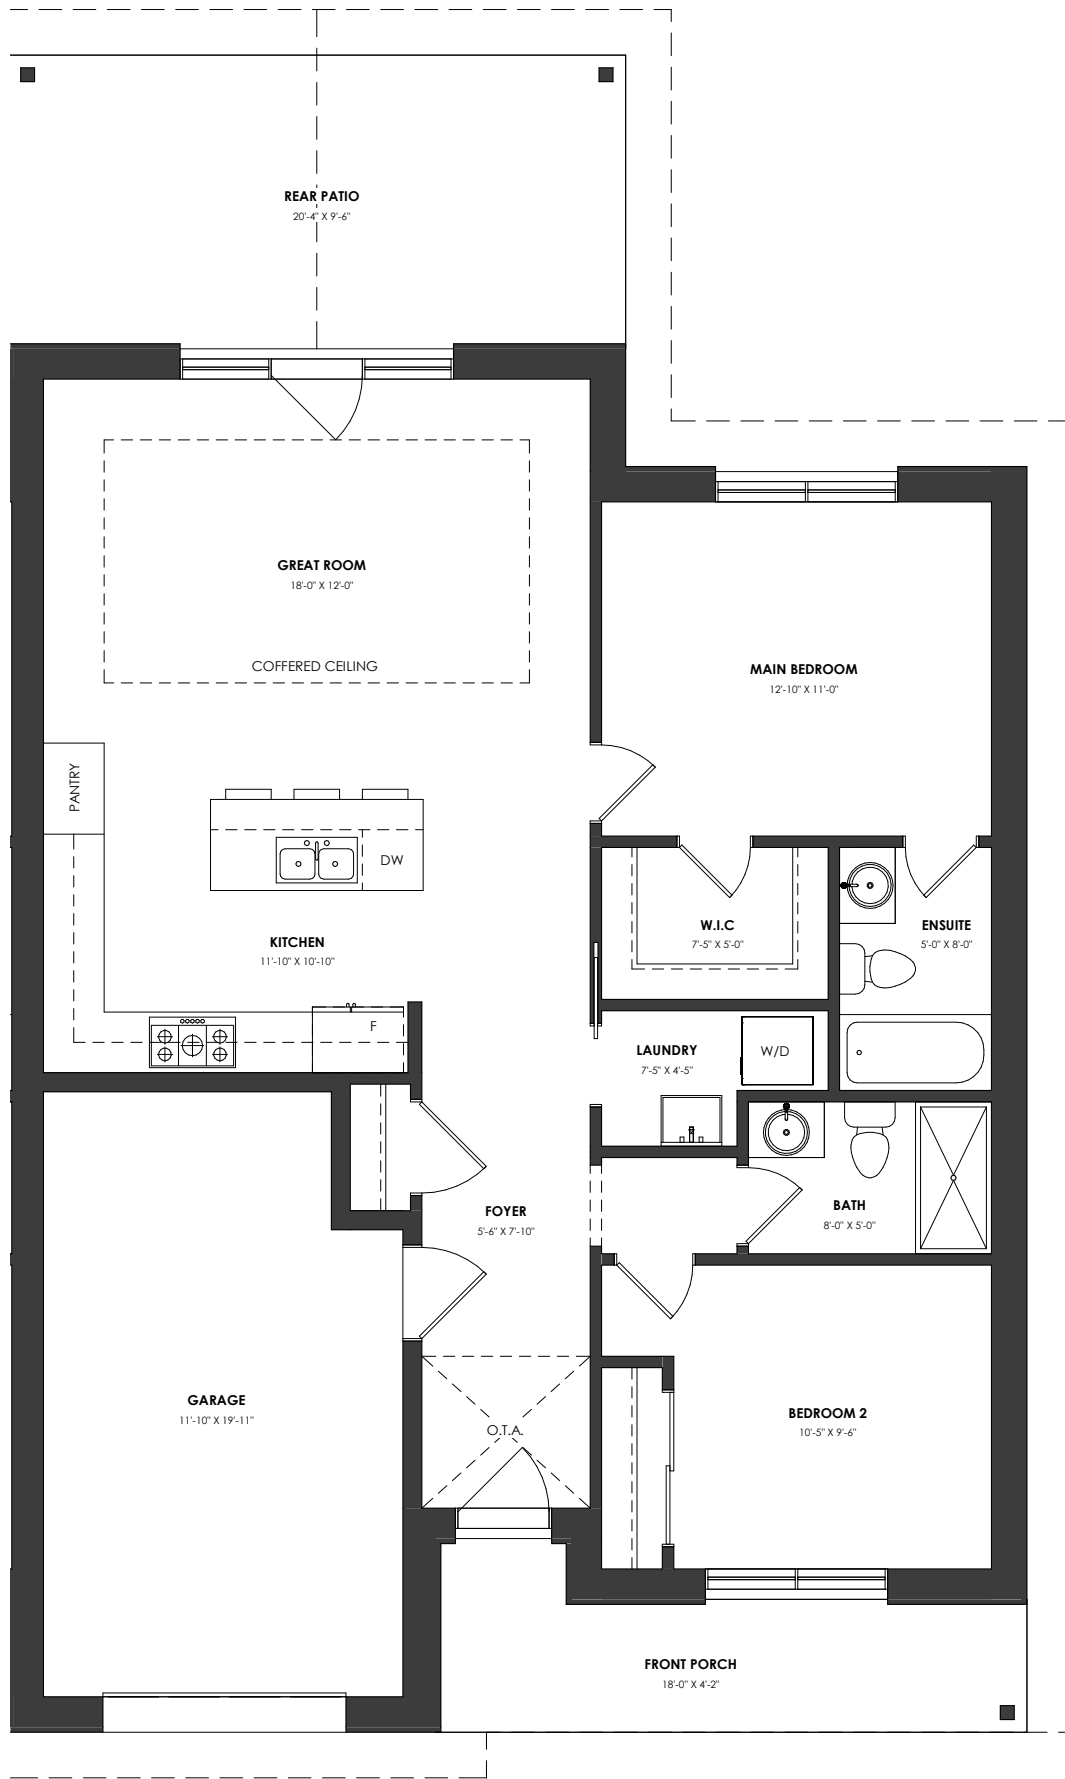 REAR PATIO
20'-4" X 9'-6"
GREAT ROOM
18'-0" X 12'-0"
COFFERED CEILING
MAIN BEDROOM
12'-10" X 11'-0"
PANTRY
DW
KITCHEN
11'-10" X 10'-10"
W.I.C
7'-5" X 5'-0"
ENSUITE
5'-0" X 8'-0"
F
LAUNDRY
7'-5" X 4'-5"
W/D
FOYER
5'-6" X 7'-10"
BATH
8'-0" X 5'-0"
GARAGE
11'-10" X 19'-11"
O.T.A.
BEDROOM 2
10'-5" X 9'-6"
FRONT PORCH
18'-0" X 4'-2"